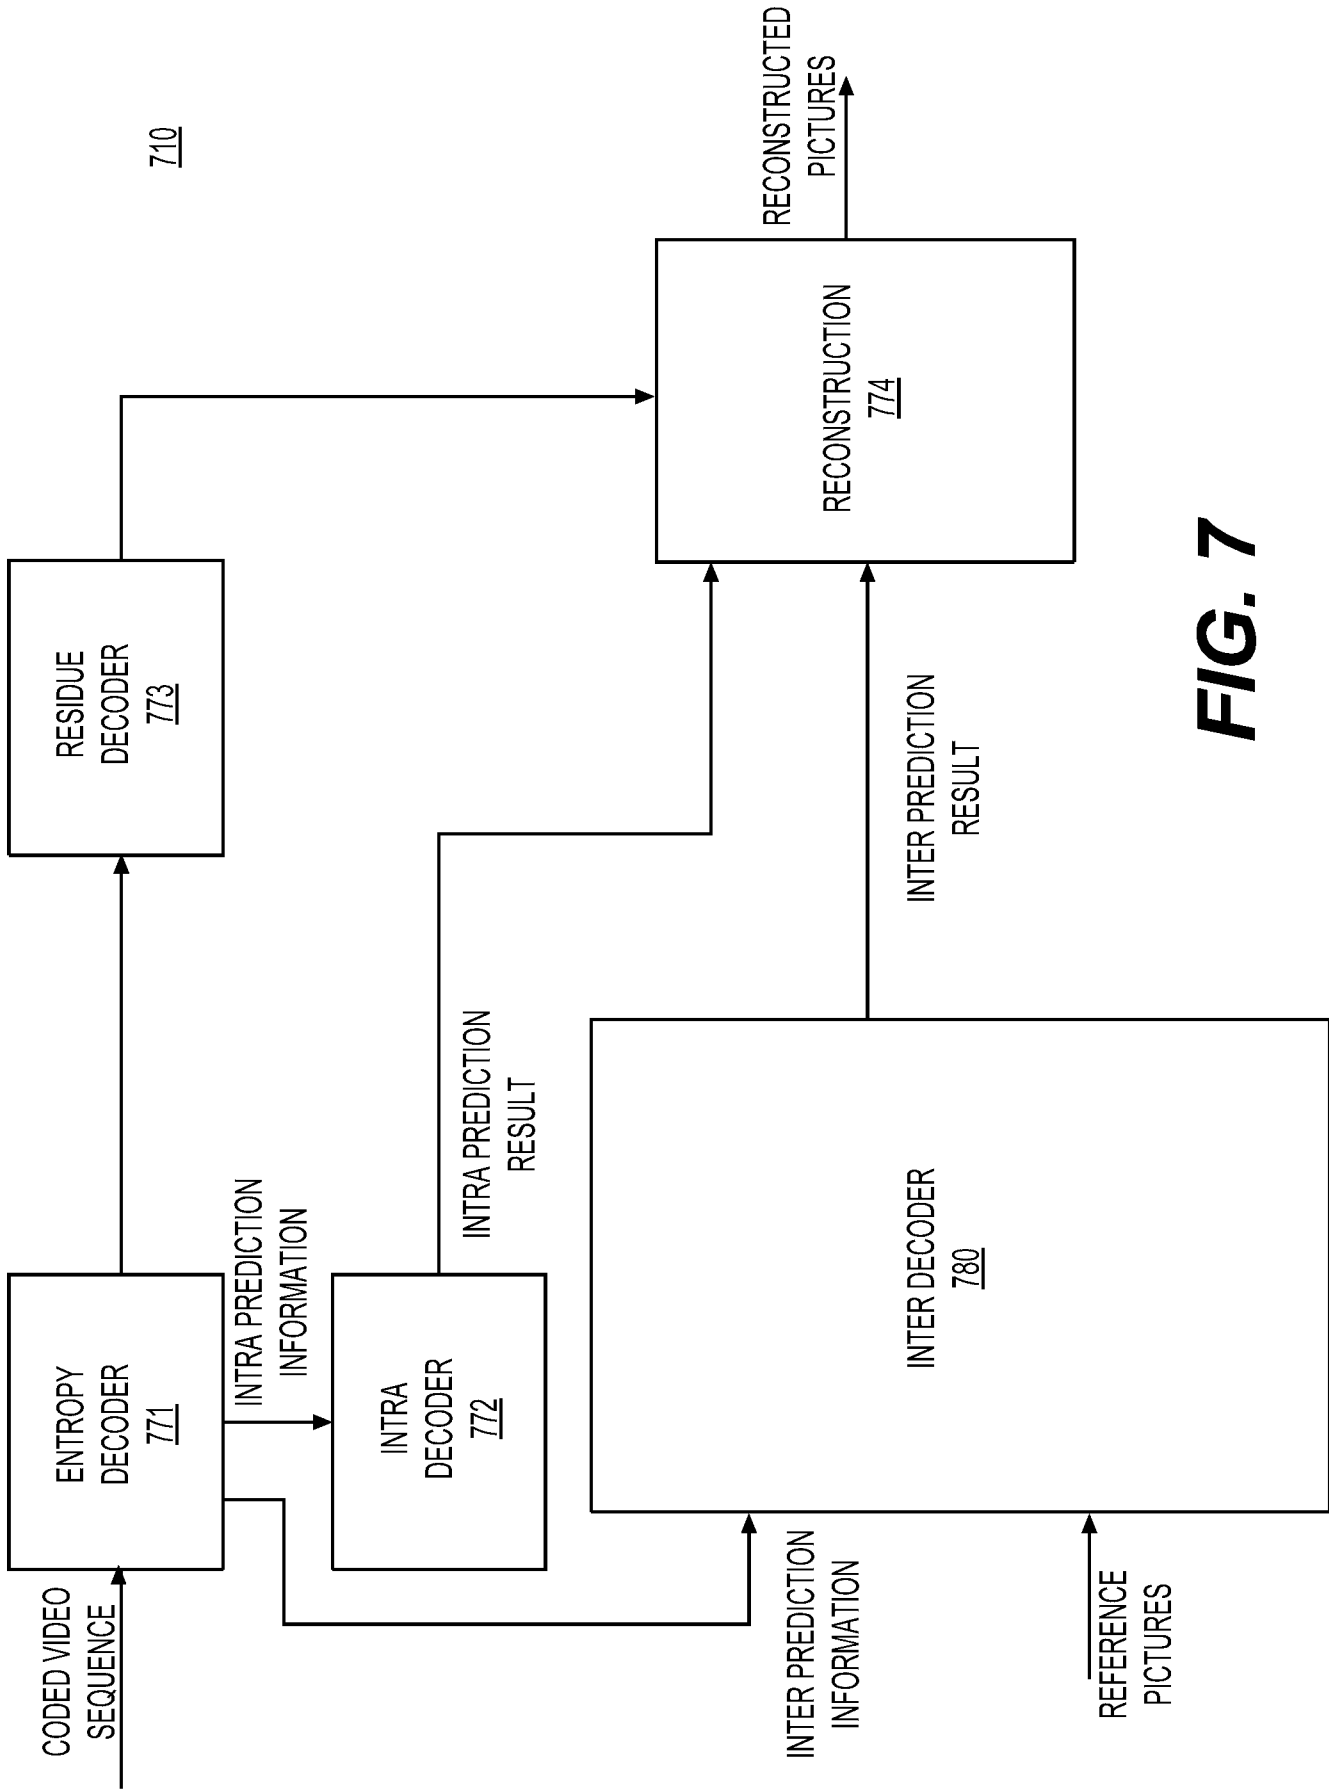 710
CODED VIDEO
SEQUENCE
ENTROPY
DECODER
771
RESIDUE
DECODER
773
INTRA PREDICTION
INFORMATION
INTRA
DECODER
772
INTRA PREDICTION
RESULT
RECONSTRUCTED
PICTURES
RECONSTRUCTION
774
INTER PREDICTION
INFORMATION
INTER DECODER
780
INTER PREDICTION
RESULT
REFERENCE
PICTURES
FIG. 7